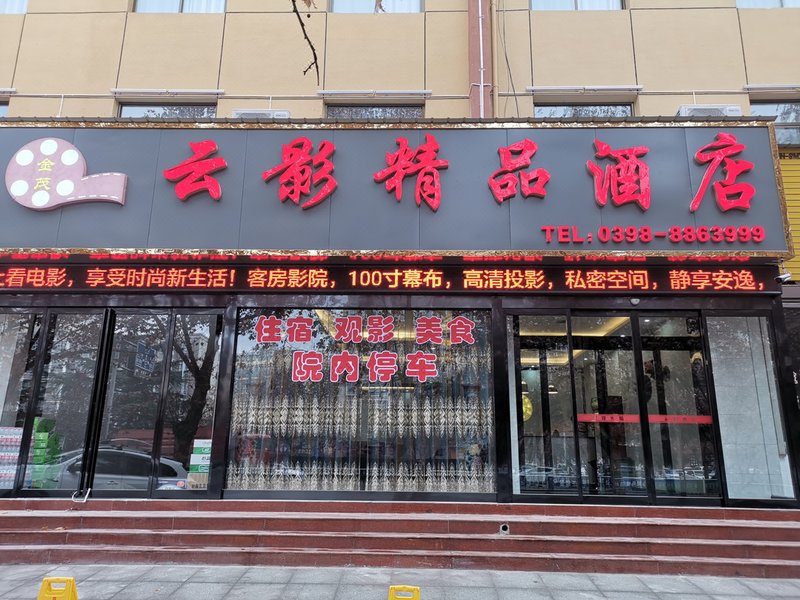 金茂
云影精品酒店
TEL:0398-8863999
上看电影，享受时尚新生活！客房影院，100寸幕布，高清投影，私密空间，静享安逸，
住宿 观影 美食
院内停车